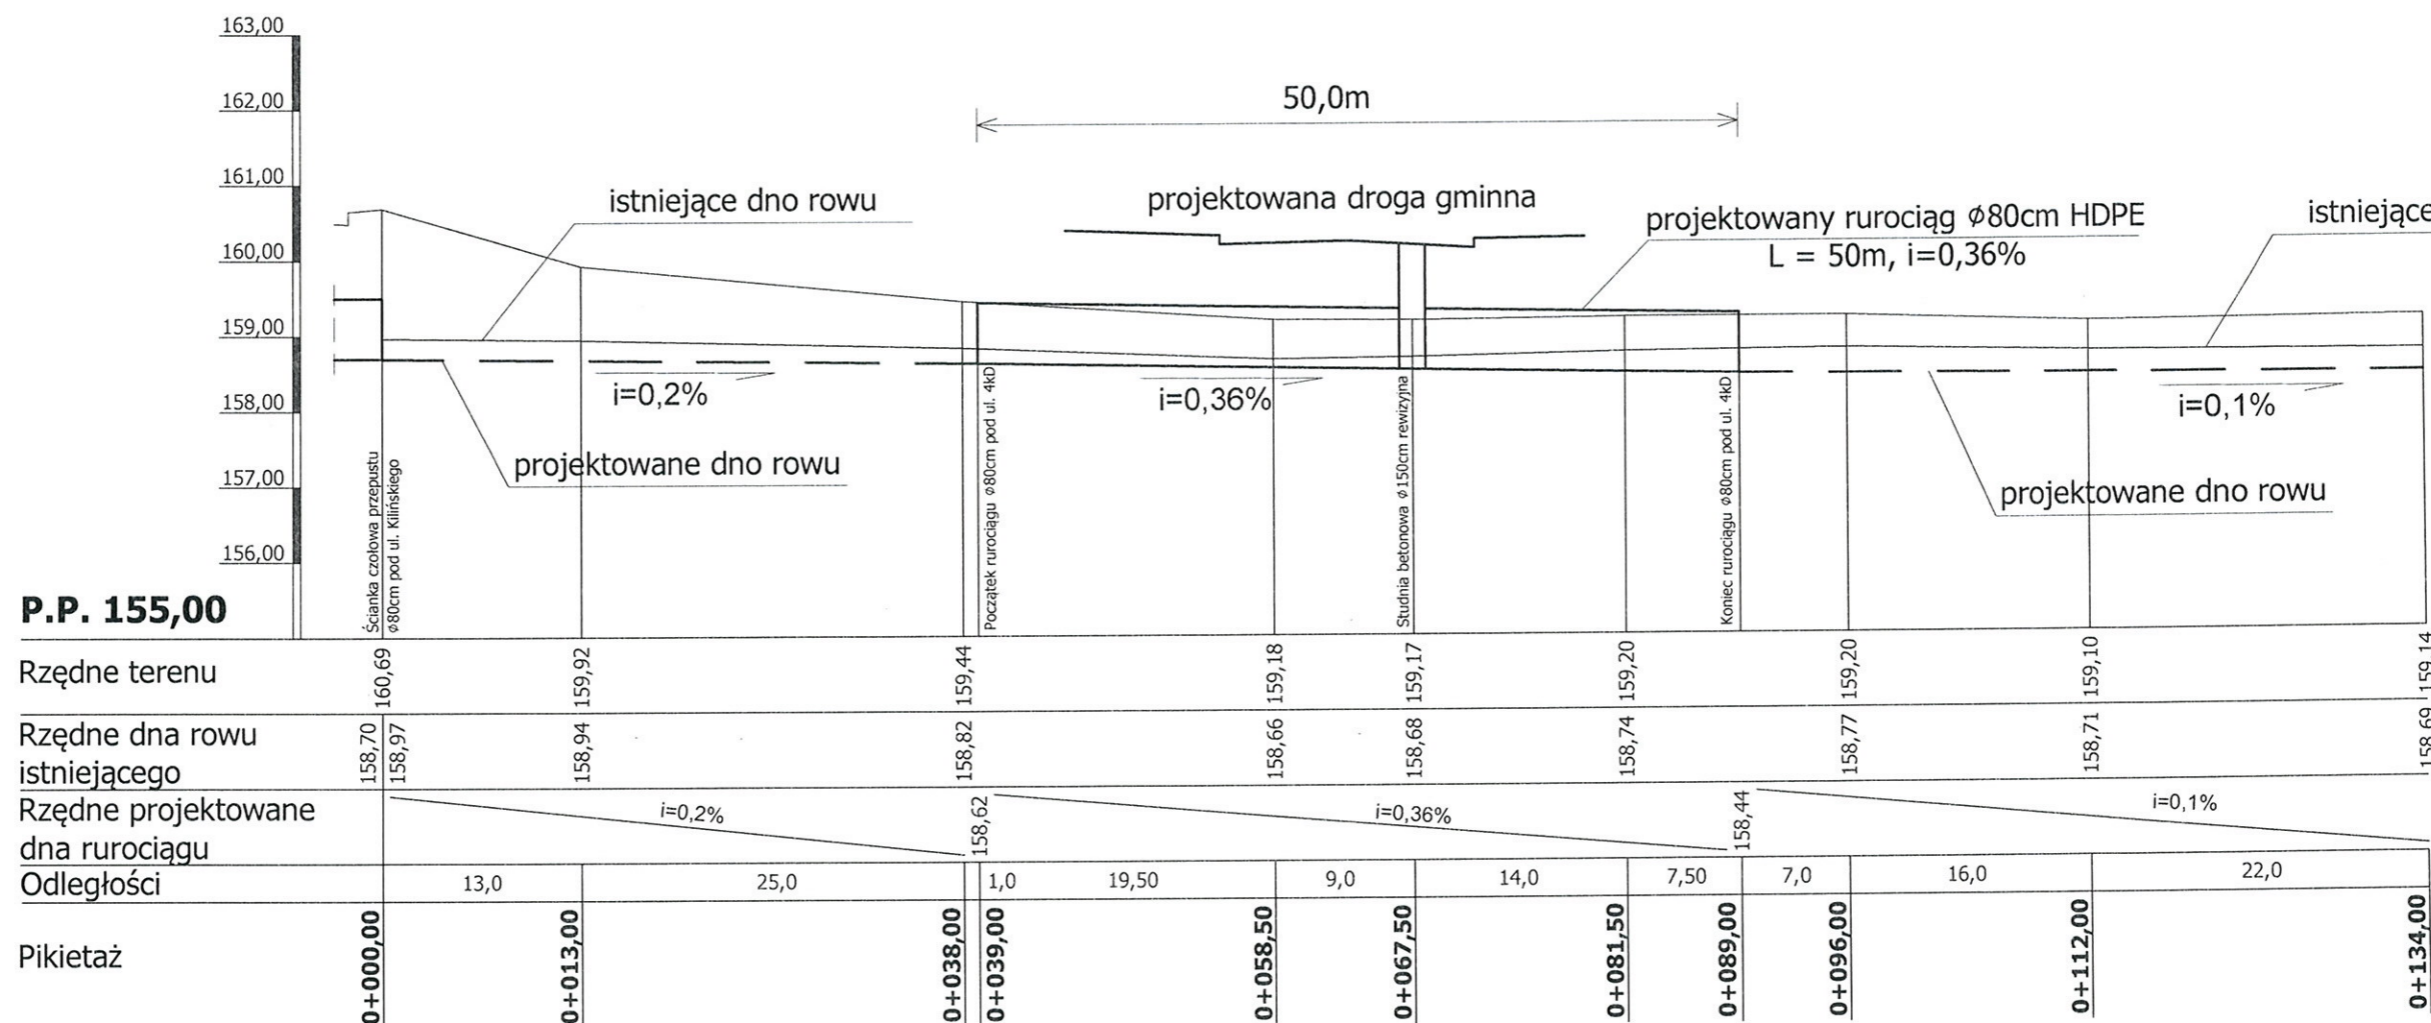 163,00
162,00
161,00
160,00
159,00
158,00
157,00
156,00
P.P. 155,00
50,0m
istniejące dno rowu
projektowana droga gminna
projektowany rurociąg ⌀80cm HDPE
L = 50m, i=0,36%
istniejące
i=0,2%
i=0,36%
i=0,1%
projektowane dno rowu
projektowane dno rowu
Ścianka czołowa przepustu
⌀80cm pod ul. Kilińskiego
Początek rurociągu ⌀80cm pod ul. 4kD
Studnia betonowa ⌀150cm rewizyjna
Koniec rurociągu ⌀80cm pod ul. 4kD
Rzędne terenu
160,69 159,92 159,44 159,18 159,17 159,20 159,20 159,10 159,14
Rzędne dna rowu
istniejącego
158,70 158,97 158,94 158,82 158,66 158,68 158,74 158,77 158,71 158,69
Rzędne projektowane
dna rurociągu
i=0,2% 158,62 i=0,36% 158,44 i=0,1%
Odległości 13,0 25,0 1,0 19,50 9,0 14,0 7,50 7,0 16,0 22,0
Pikietaż
0+000,00 0+013,00 0+038,00 0+039,00 0+058,50 0+067,50 0+081,50 0+089,00 0+096,00 0+112,00 0+134,00